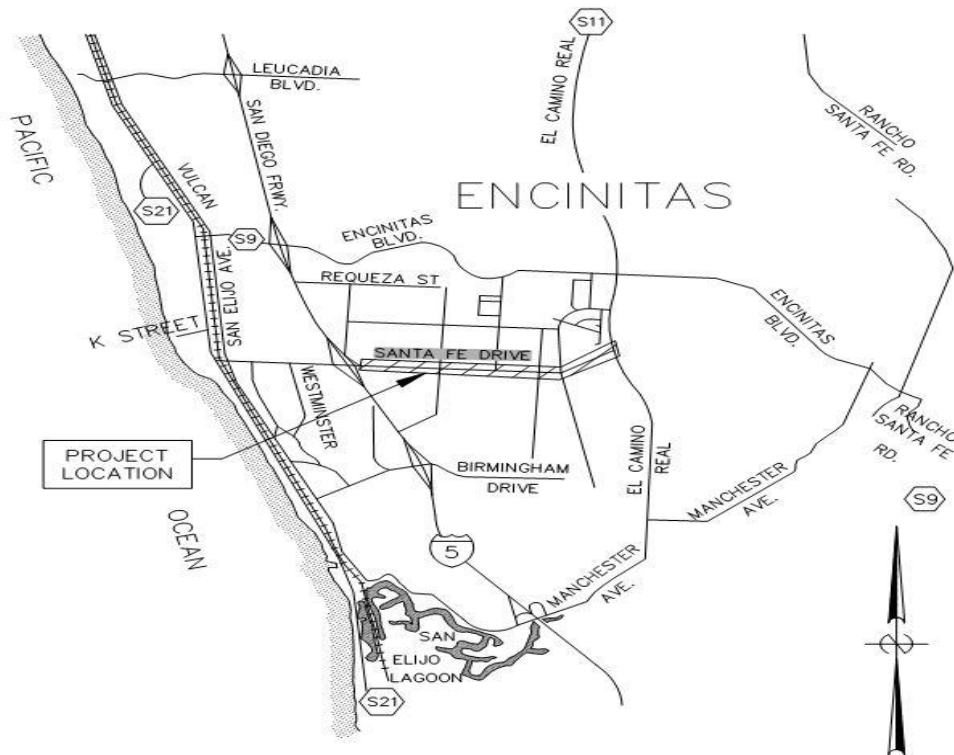 S11
LEUCADIA
BLVD.
EL CAMINO REAL
SAN DIEGO FRWY.
RANCHO
SANTA FE RD.
PACIFIC
VULCAN
S21
ENCINITAS
S9
ENCINITAS
BLVD.
SAN ELIJO AVE.
REQUEZA ST
K STREET
ENCINITAS
BLVD.
SANTA FE DRIVE
WESTMINSTER
PROJECT
LOCATION
RANCHO
SANTA FE
RD.
BIRMINGHAM
DRIVE
EL CAMINO
REAL
MANCHESTER
AVE.
S9
OCEAN
5
MANCHESTER
AVE.
SAN
ELIJO
LAGOON
S21